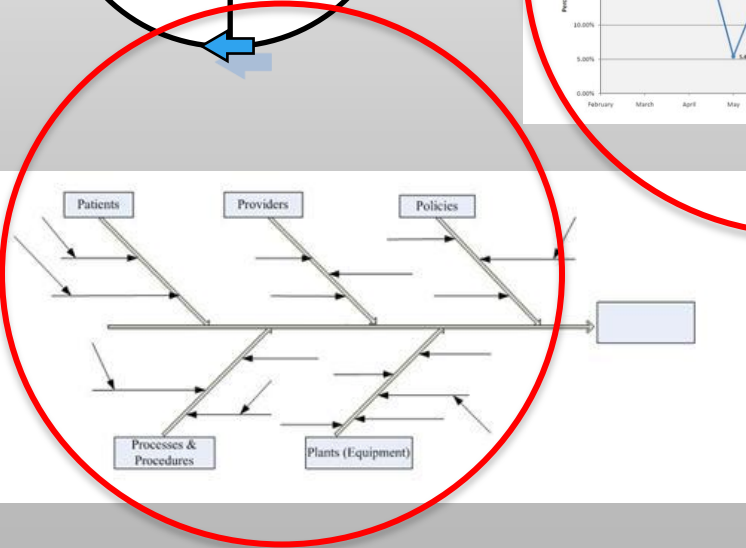 10.00%
5.00%
0.00%
February March April May
Patients Providers Policies
Processes &
Procedures
Plants (Equipment)